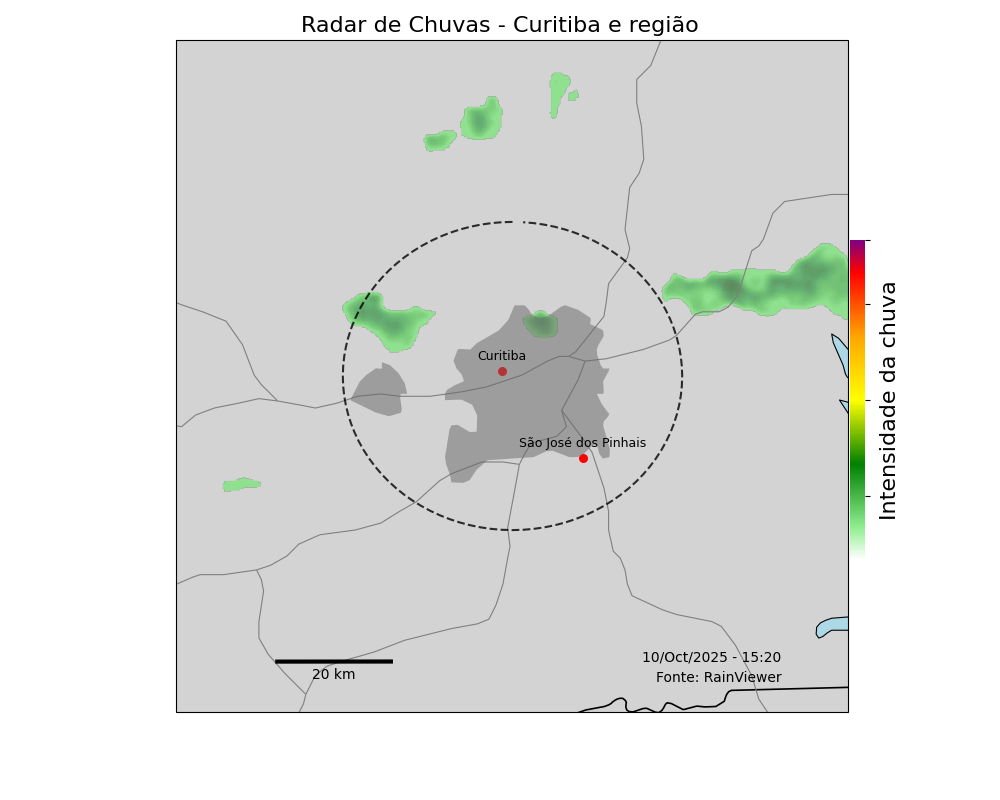 Radar de Chuvas - Curitiba e região
Curitiba
São José dos Pinhais
Intensidade da chuva
10/Oct/2025 - 15:20
Fonte: RainViewer
20 km